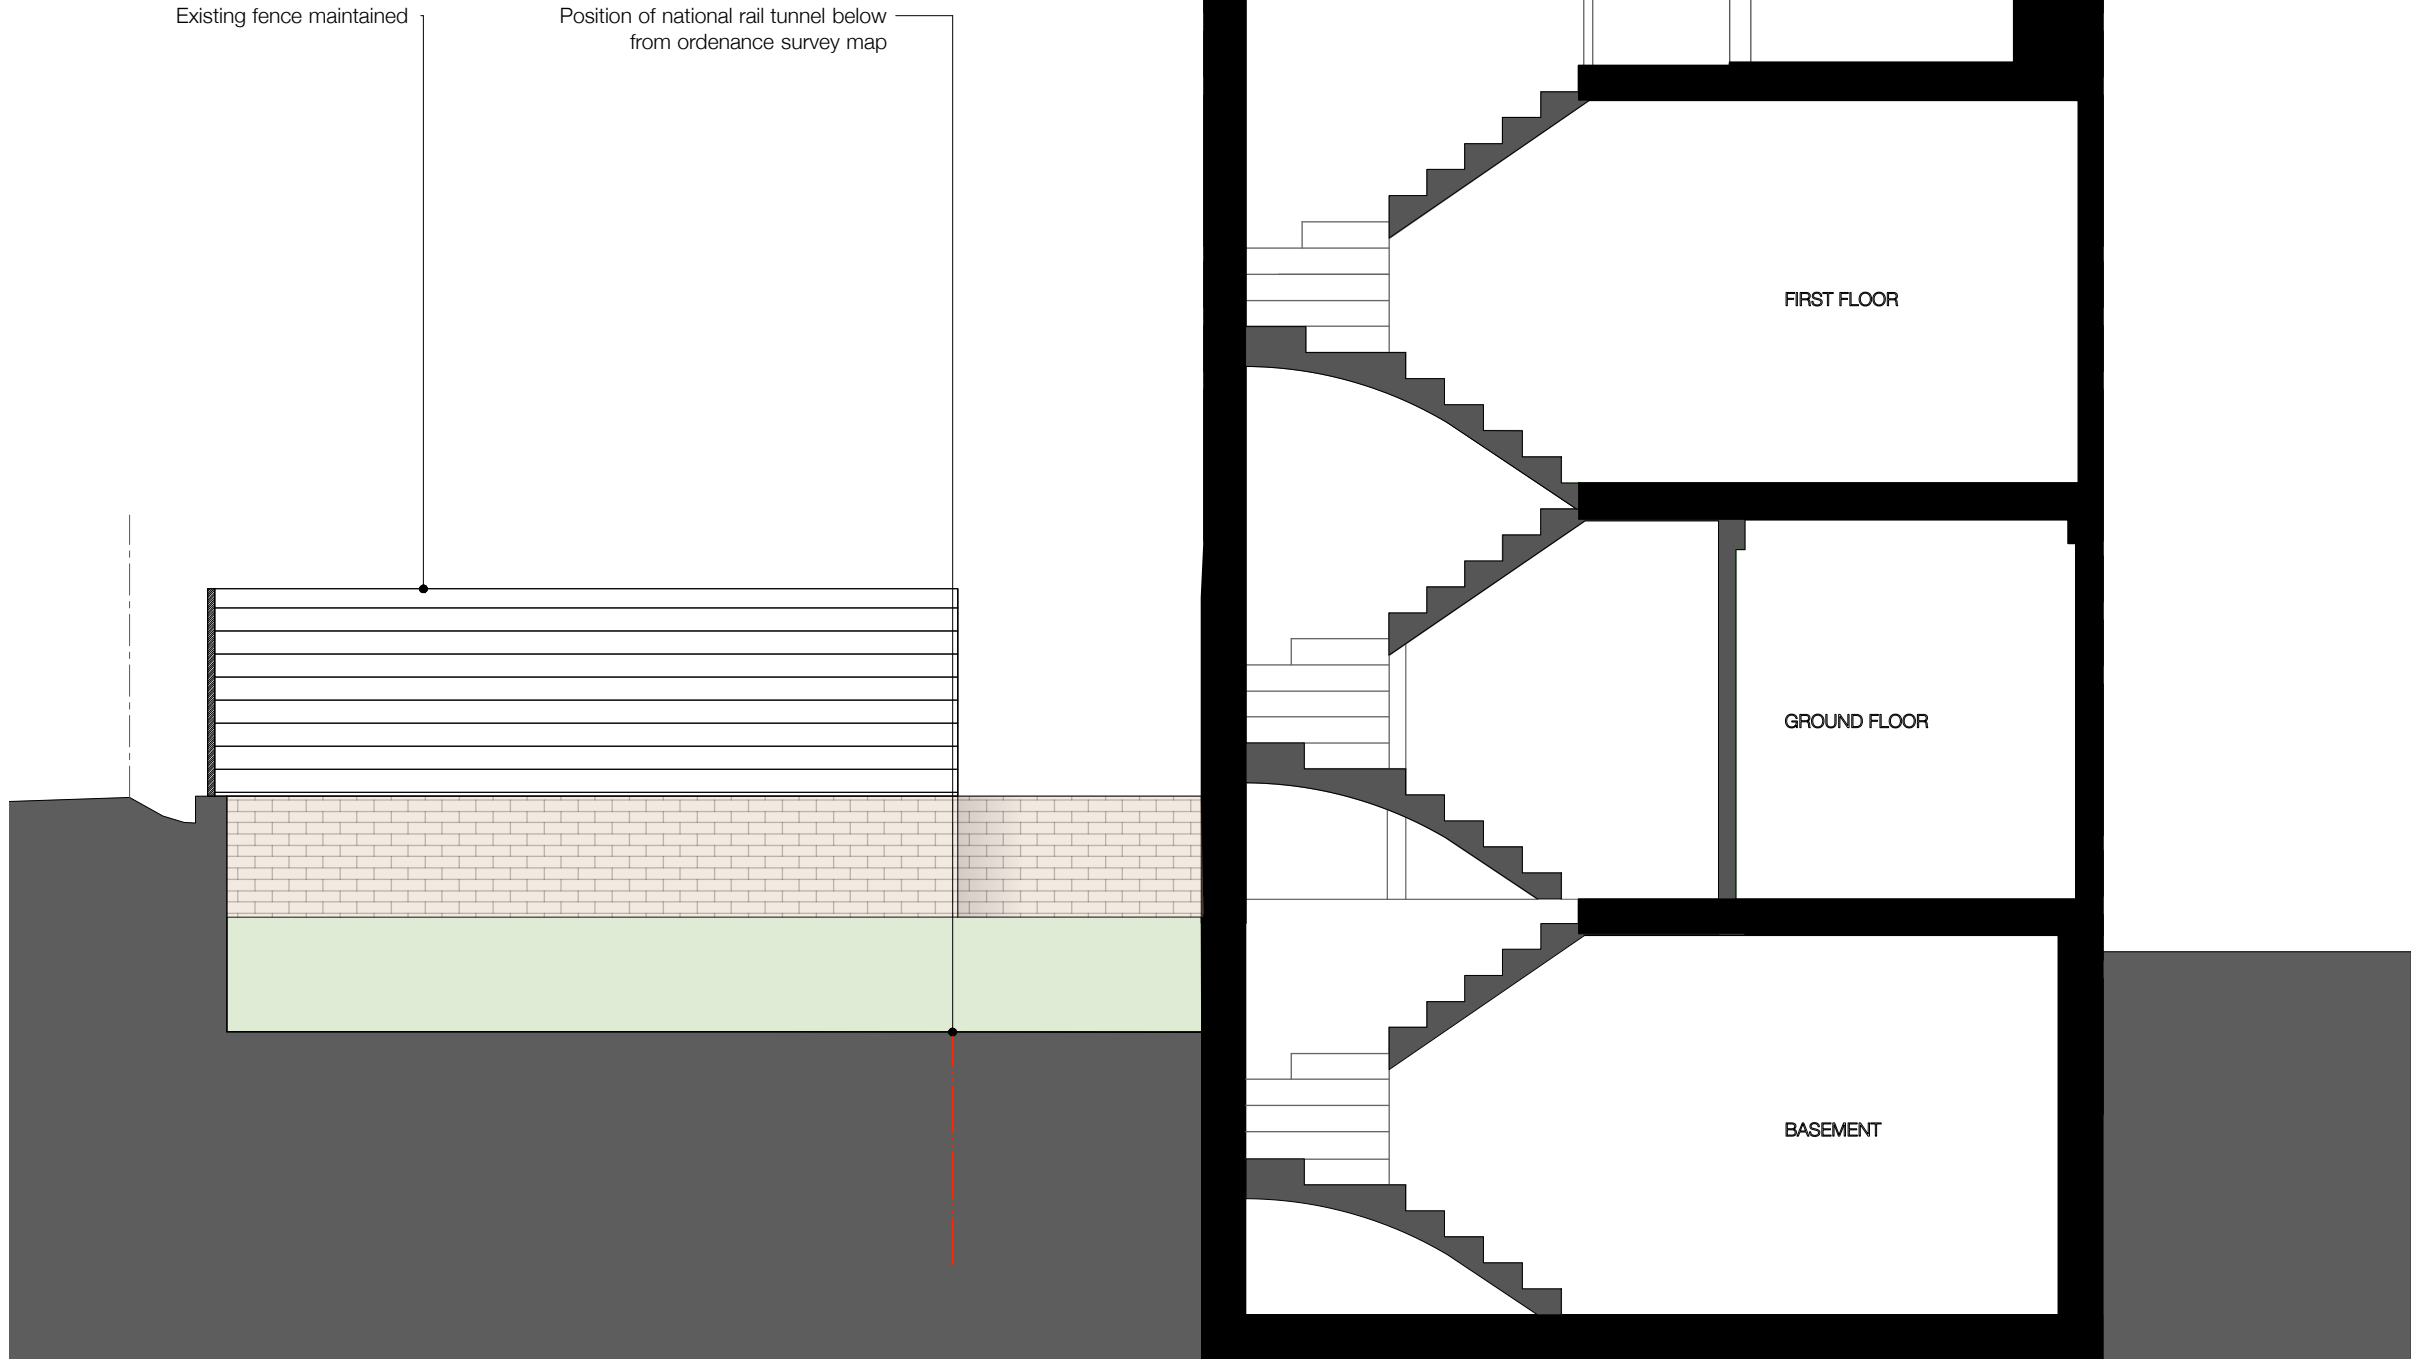 Existing fence maintained
Position of national rail tunnel below
from ordenance survey map
FIRST FLOOR
GROUND FLOOR
BASEMENT